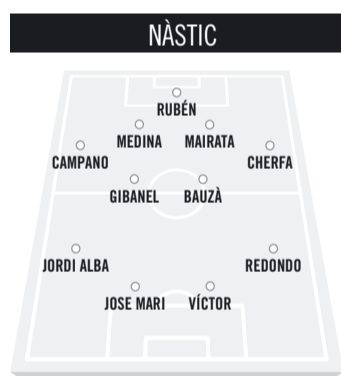 NÀSTIC
RUBÉN
MEDINA MAIRATA
CAMPANO CHERFA
GIBANEL BAUZÀ
JORDI ALBA REDONDO
JOSE MARI VÍCTOR